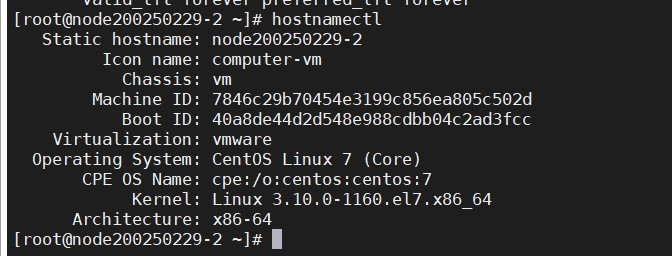 valid_lft forever preferred_lft forever
[root@node200250229-2 ~]# hostnamectl
Static hostname: node200250229-2
Icon name: computer-vm
Chassis: vm
Machine ID: 7846c29b70454e3199c856ea805c502d
Boot ID: 40a8de44d2d548e988cdbb04c2ad3fcc
Virtualization: vmware
Operating System: CentOS Linux 7 (Core)
CPE OS Name: cpe:/o:centos:centos:7
Kernel: Linux 3.10.0-1160.el7.x86_64
Architecture: x86-64
[root@node200250229-2 ~]#